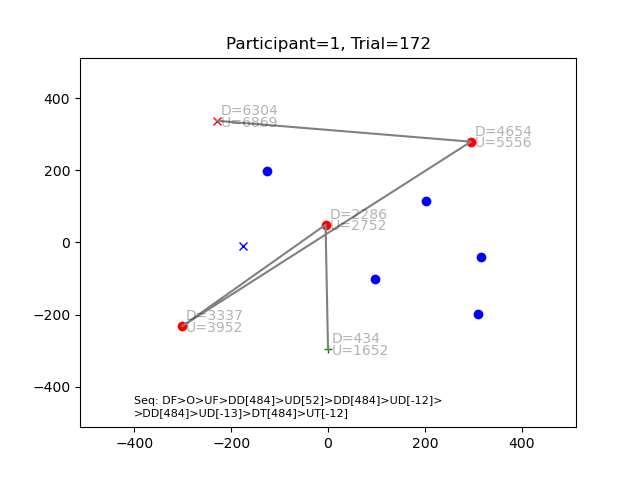 Participant=1, Trial=172
400
200
0
−200
−400
D=6304
U=6869
D=4654
U=5556
D=2286
U=2752
D=3337
U=3952
D=434
U=1652
Seq: DF>O>UF>DD[484]>UD[52]>DD[484]>UD[-12]>
>DD[484]>UD[-13]>DT[484]>UT[-12]
−400 −200 0 200 400